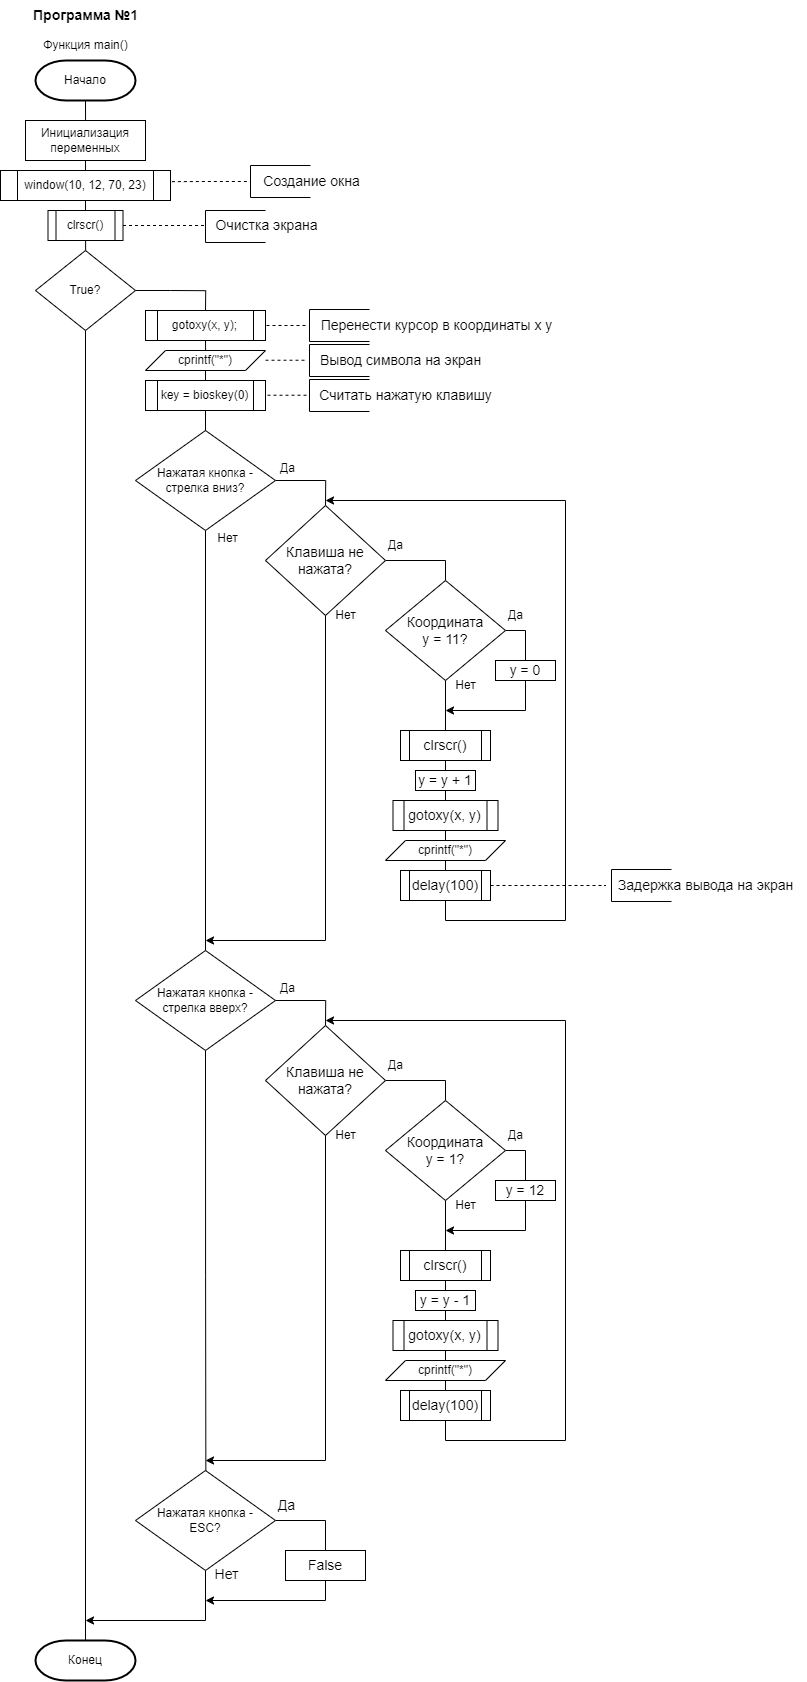 Программа №1
Функция main()
Начало
Инициализация
переменных
window(10, 12, 70, 23)
Создание окна
clrscr()
Очистка экрана
True?
gotoxy(x, y);
Перенести курсор в координаты x y
cprintf("*")
Вывод символа на экран
key = bioskey(0)
Считать нажатую клавишу
Нажатая кнопка -
стрелка вниз?
Да
Нет
Клавиша не
нажата?
Да
Нет
Координата
y = 11?
Да
y = 0
Нет
clrscr()
y = y + 1
gotoxy(x, y)
cprintf("*")
delay(100)
Задержка вывода на экран
Нажатая кнопка -
стрелка вверх?
Да
Клавиша не
нажата?
Да
Нет
Координата
y = 1?
Да
y = 12
Нет
clrscr()
y = y - 1
gotoxy(x, y)
cprintf("*")
delay(100)
Нажатая кнопка -
ESC?
Да
False
Нет
Конец